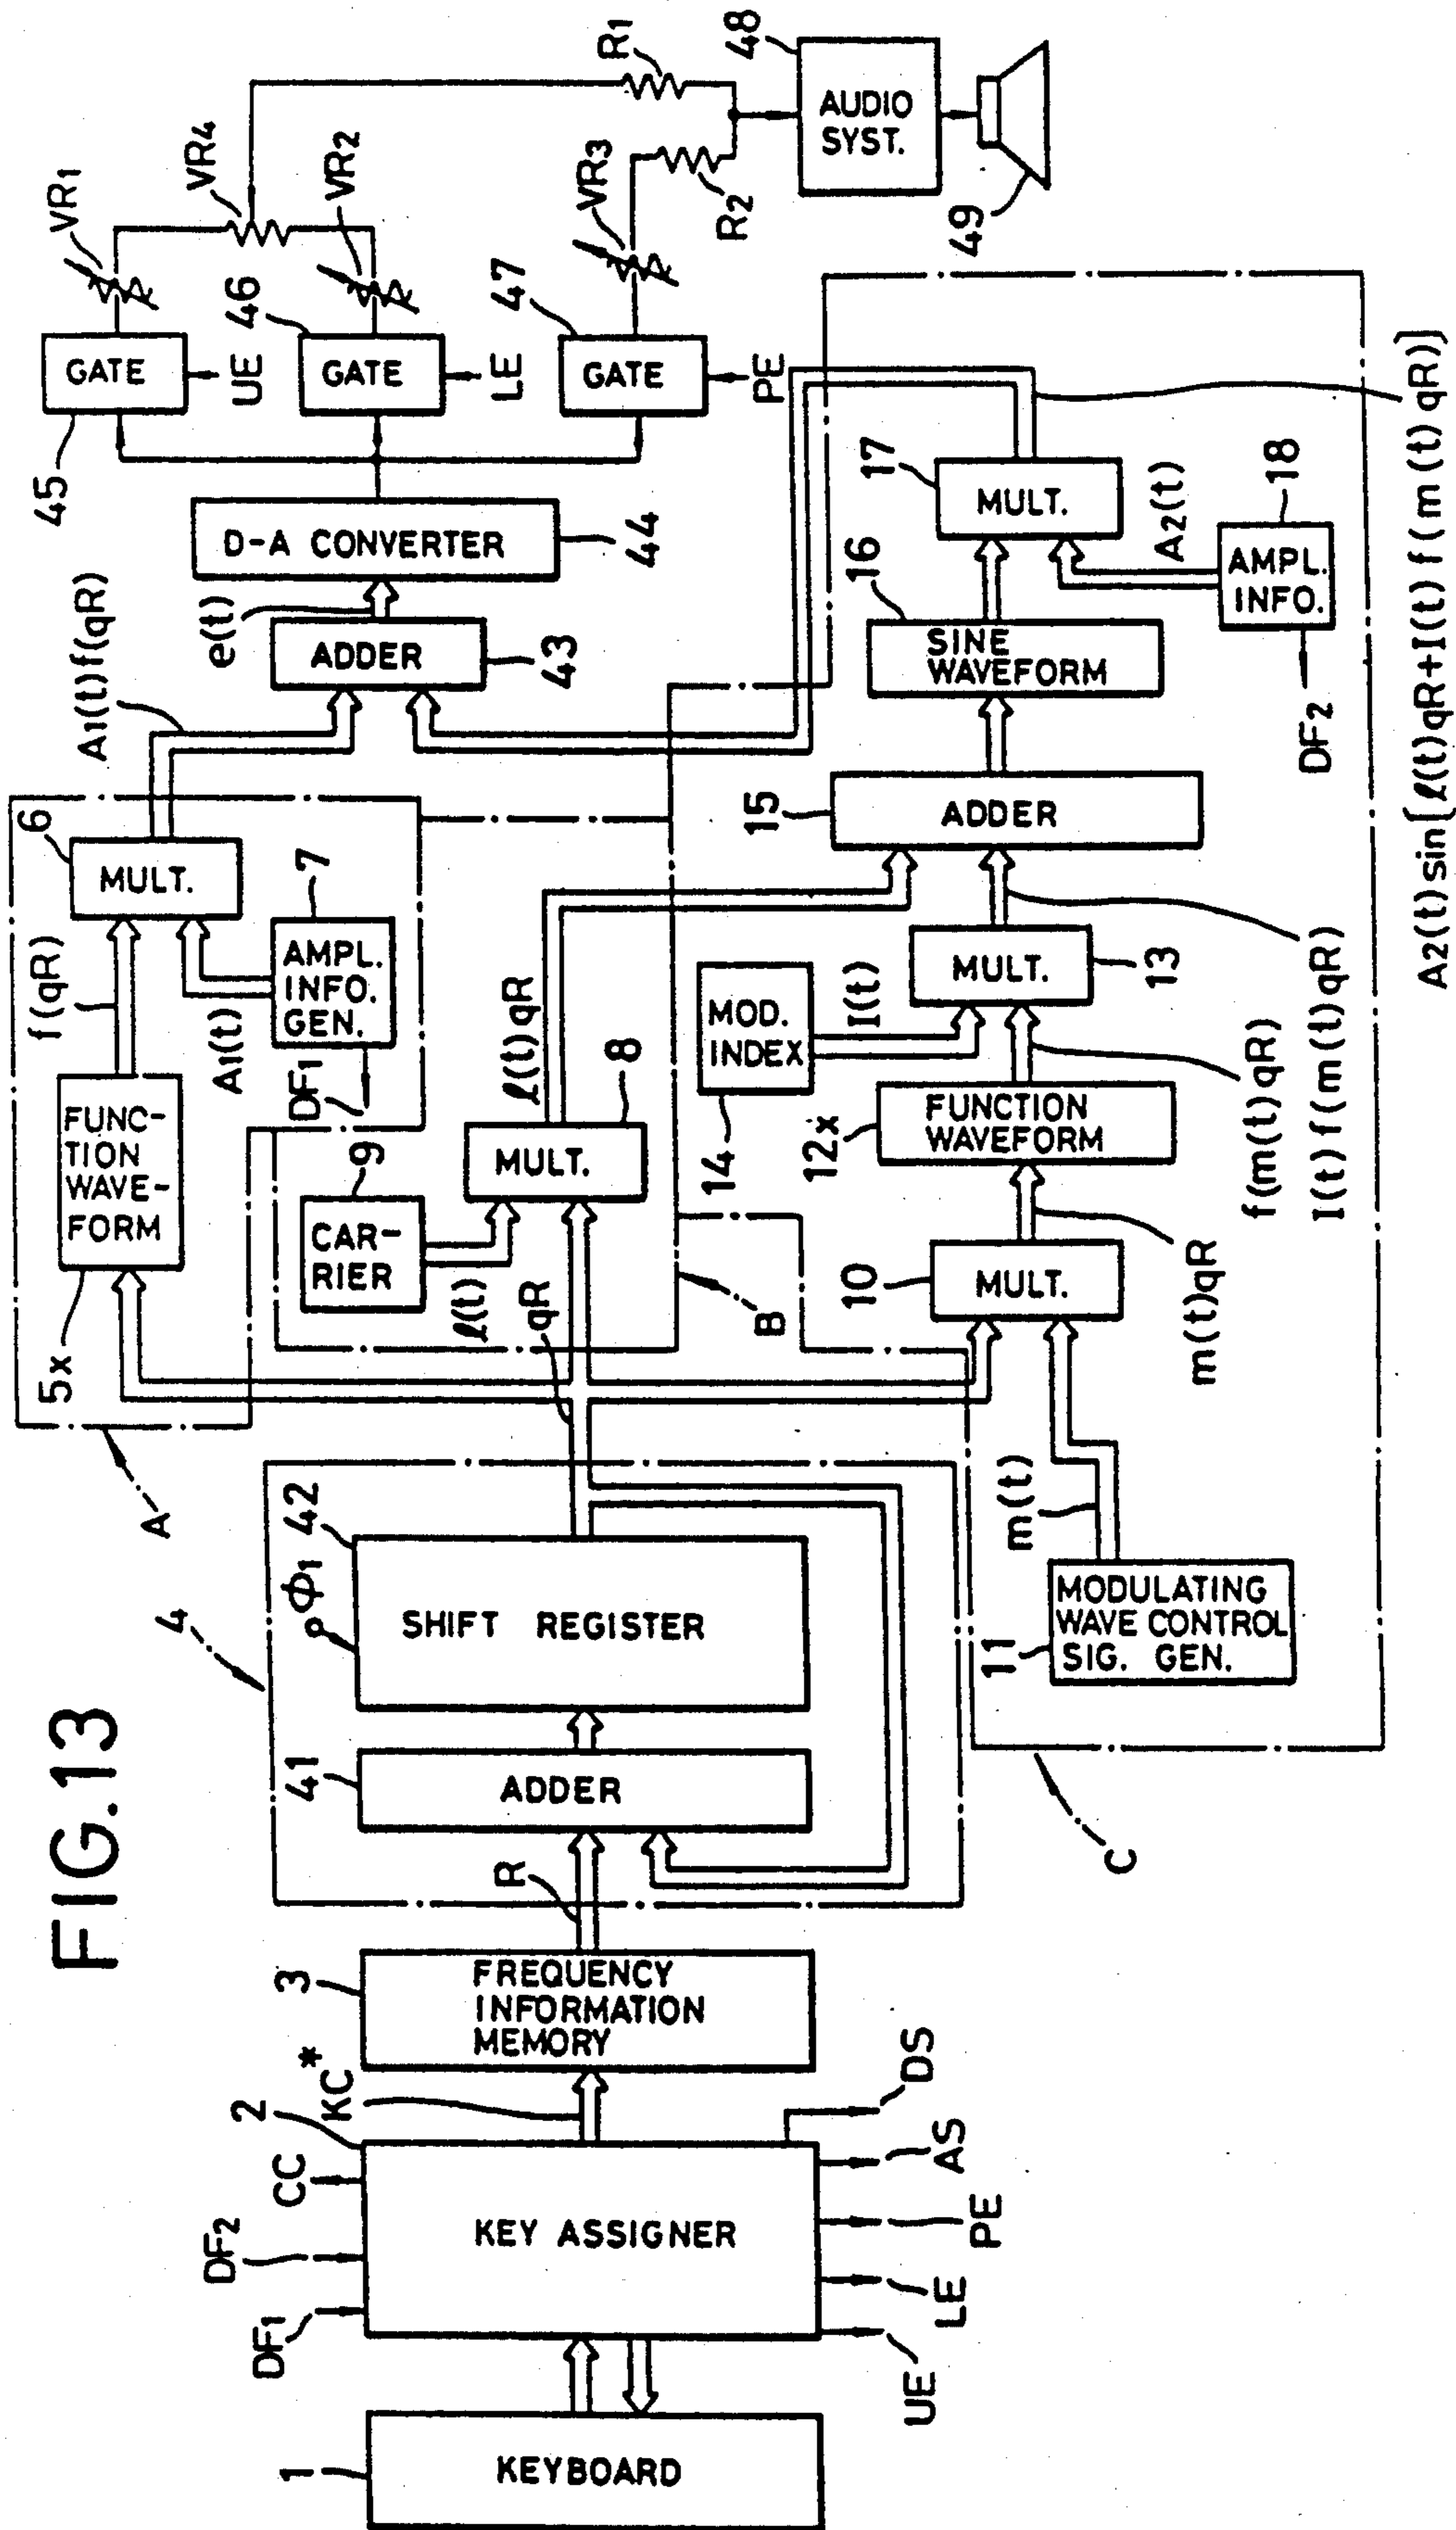 FIG.13
1
KEYBOARD
DF1
DF2
CC
2
KEY ASSIGNER
KC*
UE
LE
PE
AS
DS
3
FREQUENCY
INFORMATION
MEMORY
R
4
41
ADDER
42
Φ1
SHIFT REGISTER
qR
A
5x
FUNC-
TION
WAVE-
FORM
f(qR)
6
MULT.
7
AMPL.
INFO.
GEN.
A1(t)
DF1
A1(t)f(qR)
B
9
CAR-
RIER
ℓ(t)
MULT.
8
ℓ(t)qR
C
11
MODULATING
WAVE CONTROL
SIG. GEN.
m(t)
10
MULT.
m(t)qR
12x
FUNCTION
WAVEFORM
f(m(t)qR)
14
MOD.
INDEX
I(t)
MULT.
13
I(t)f(m(t)qR)
15
ADDER
16
SINE
WAVEFORM
17
MULT.
A2(t)
18
AMPL.
INFO.
DF2
A2(t)sin[ℓ(t)qR+I(t)f(m(t)qR)]
ADDER
43
e(t)
D-A CONVERTER
44
45
GATE
UE
46
GATE
LE
47
GATE
PE
VR1
VR4
VR2
VR3
R1
R2
48
AUDIO
SYST.
49